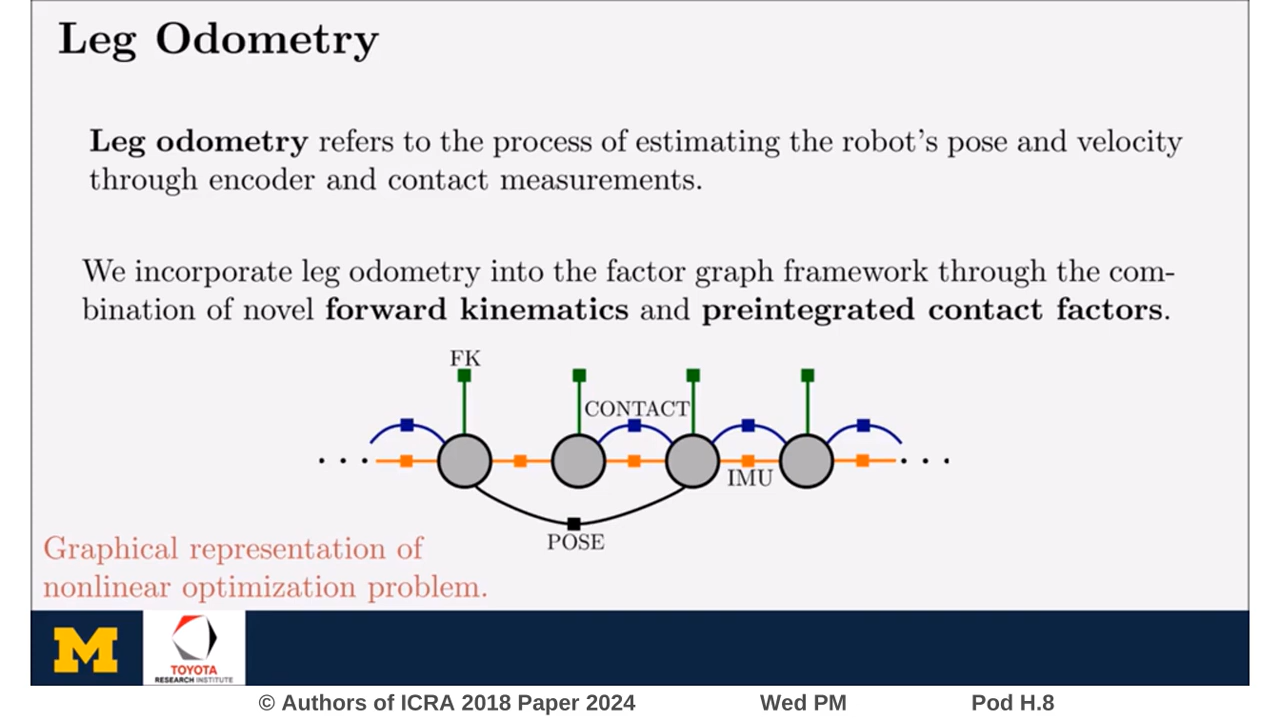 Leg Odometry
Leg odometry refers to the process of estimating the robot's pose and velocity
through encoder and contact measurements.
We incorporate leg odometry into the factor graph framework through the com-
bination of novel forward kinematics and preintegrated contact factors.
FK
CONTACT
IMU
POSE
Graphical representation of
nonlinear optimization problem.
M
TOYOTA
RESEARCH INSTITUTE
© Authors of ICRA 2018 Paper 2024 Wed PM Pod H.8